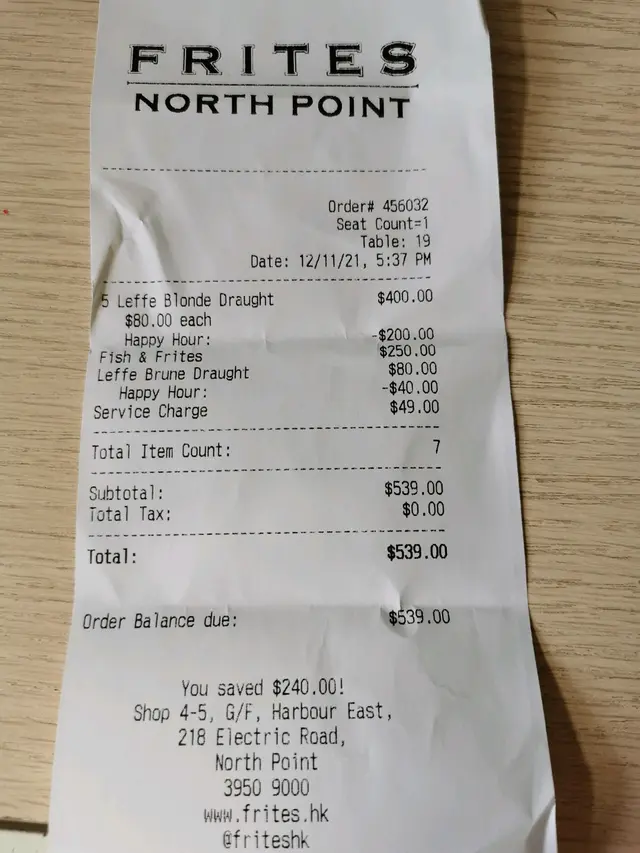 FRITES
NORTH POINT
Order# 456032
Seat Count=1
Table: 19
Date: 12/11/21, 5:37 PM
5 Leffe Blonde Draught $400.00
$80.00 each
Happy Hour: -$200.00
Fish & Frites $250.00
Leffe Brune Draught $80.00
Happy Hour: -$40.00
Service Charge $49.00
Total Item Count: 7
Subtotal: $539.00
Total Tax: $0.00
Total: $539.00
Order Balance due: $539.00
You saved $240.00!
Shop 4-5, G/F, Harbour East,
218 Electric Road,
North Point
3950 9000
www.frites.hk
@friteshk